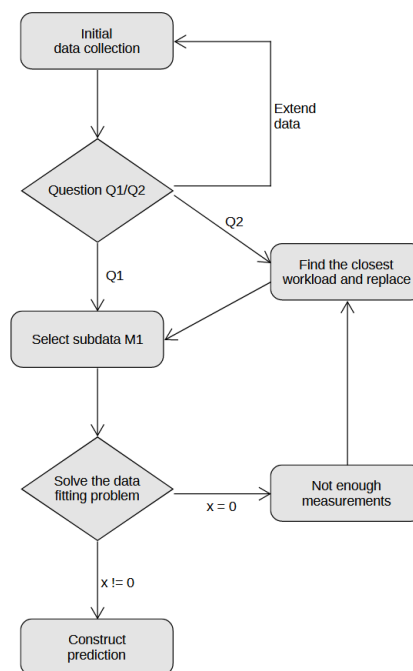 Initial
data collection
Extend
data
Question Q1/Q2
Q2
Find the closest
workload and replace
Q1
Select subdata M1
Solve the data
fitting problem
Not enough
measurements
x = 0
x != 0
Construct
prediction